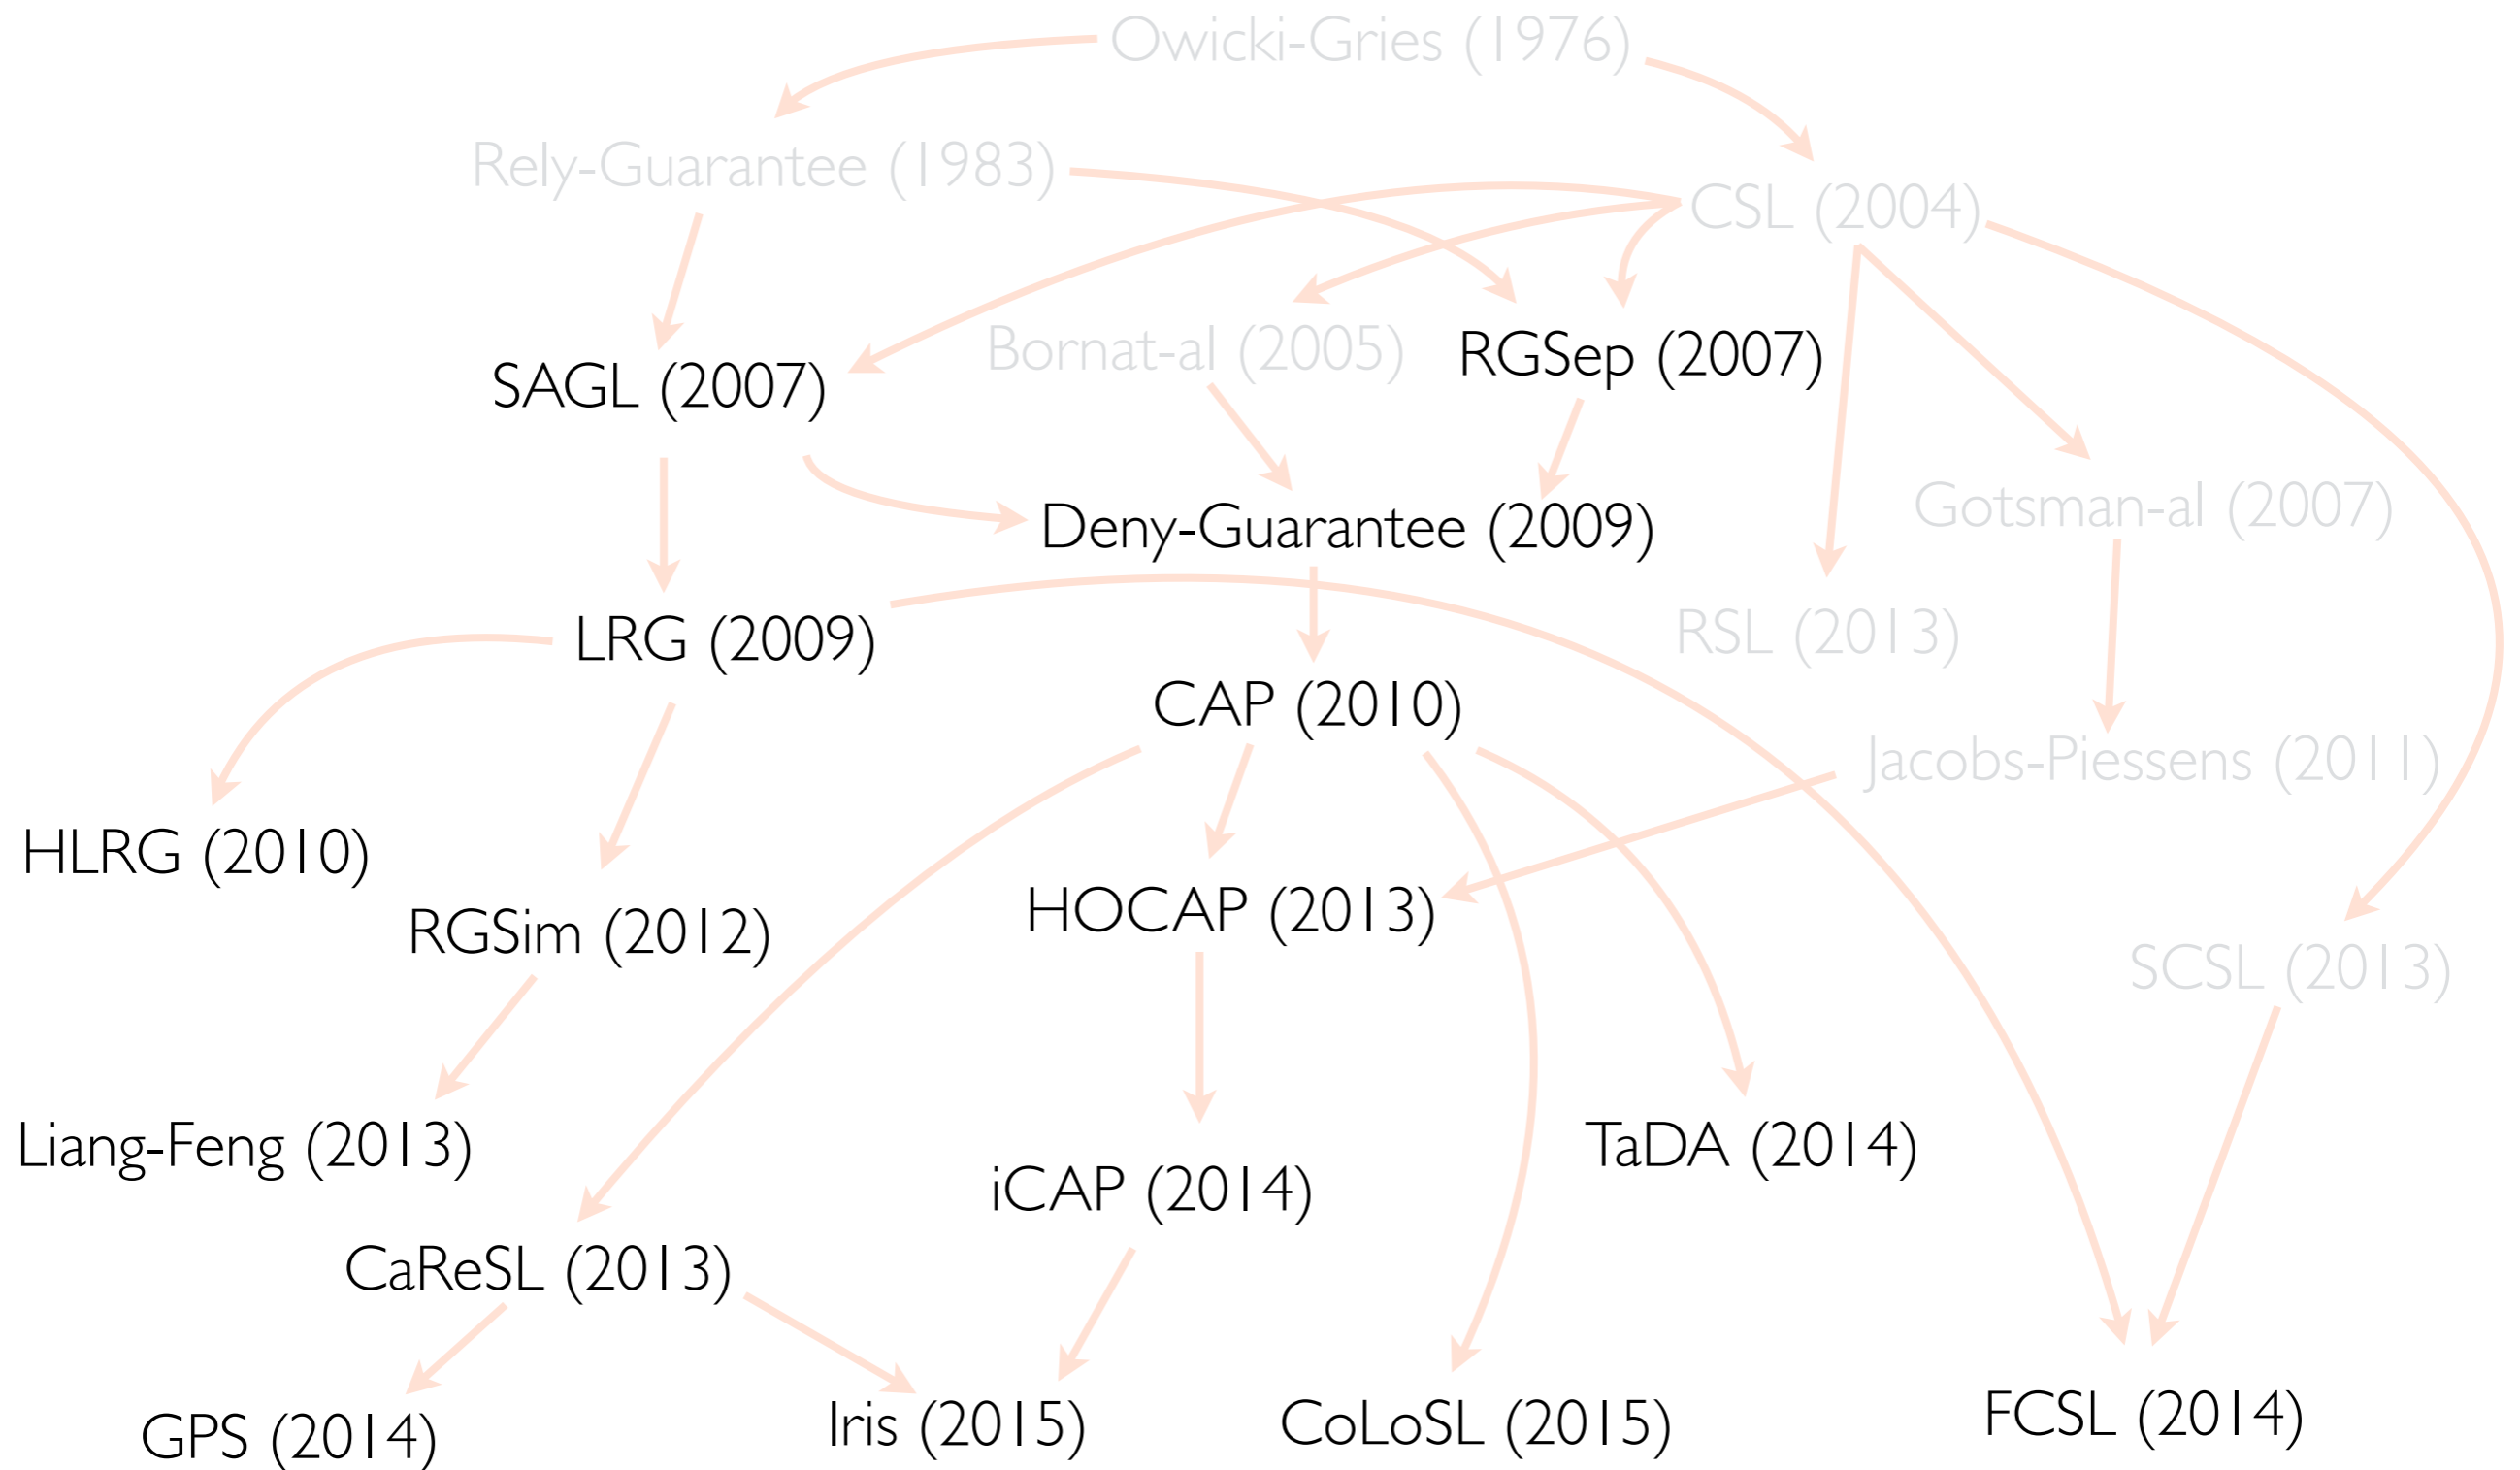 Owicki-Gries (1976)
Rely-Guarantee (1983)
CSL (2004)
Bornat-al (2005)
RGSep (2007)
SAGL (2007)
Gotsman-al (2007)
Deny-Guarantee (2009)
RSL (2013)
LRG (2009)
CAP (2010)
Jacobs-Piessens (2011)
HLRG (2010)
HOCAP (2013)
RGSim (2012)
SCSL (2013)
Liang-Feng (2013)
TaDA (2014)
iCAP (2014)
CaReSL (2013)
FCSL (2014)
Iris (2015)
CoLoSL (2015)
GPS (2014)